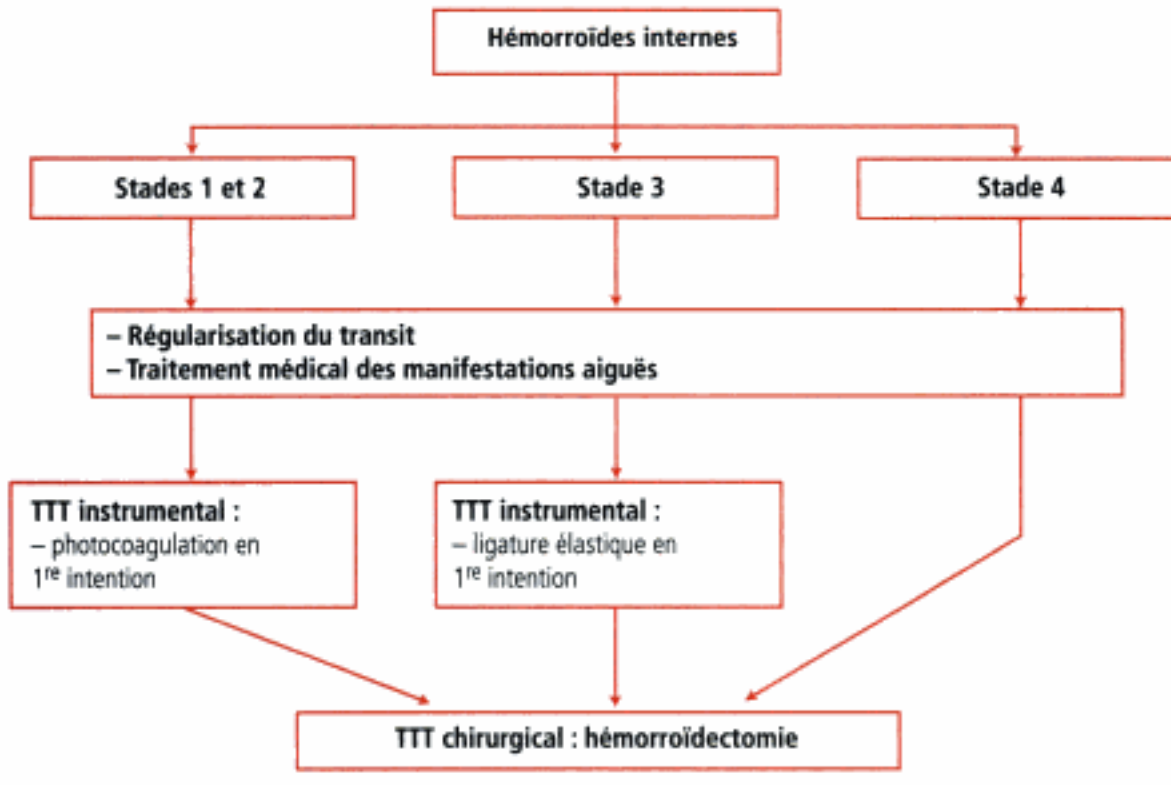 Hémorroïdes internes
Stades 1 et 2
Stade 3
Stade 4
– Régularisation du transit
– Traitement médical des manifestations aiguës
TTT instrumental :
– photocoagulation en
1re intention
TTT instrumental :
– ligature élastique en
1re intention
TTT chirurgical : hémorroïdectomie